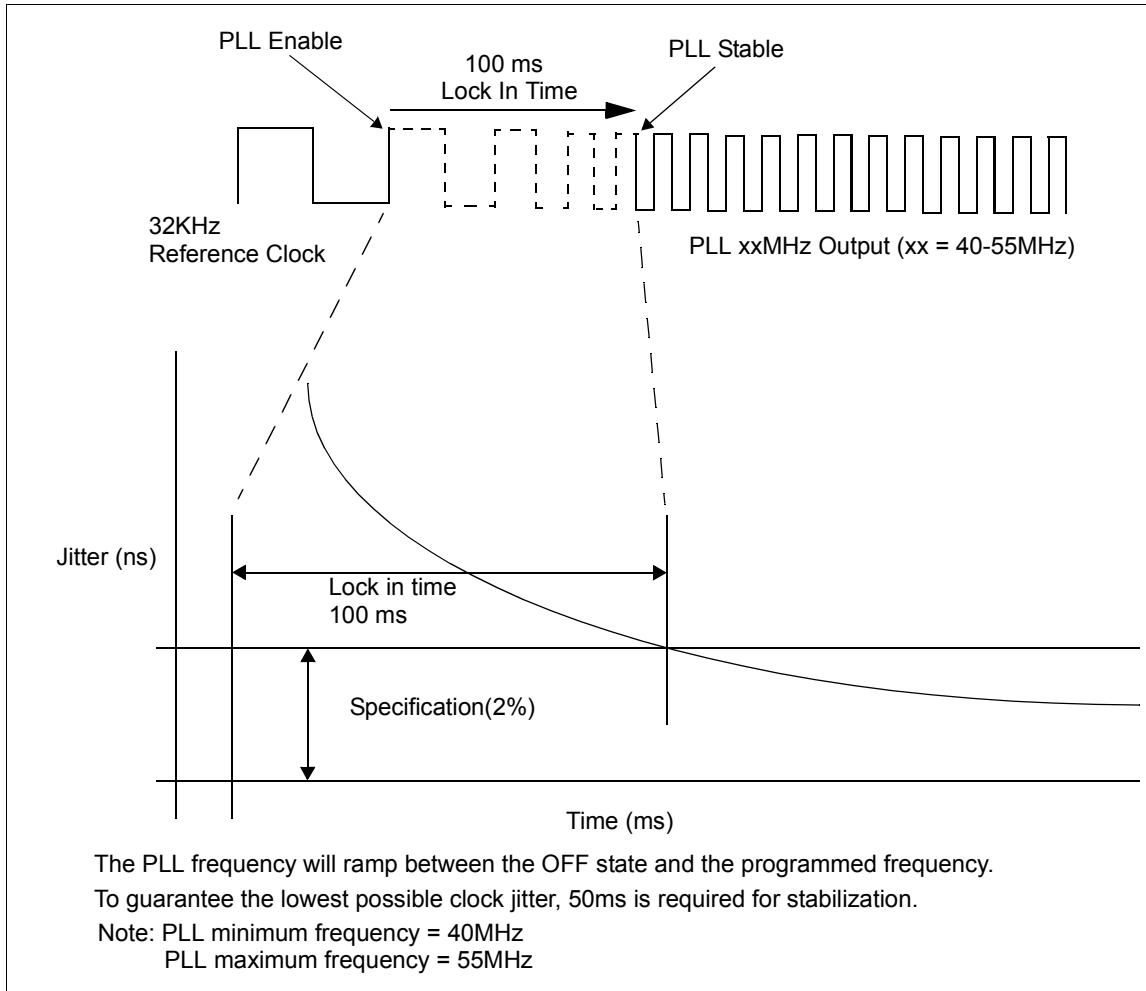 PLL Enable
100 ms
Lock In Time
PLL Stable
32KHz
Reference Clock
PLL xxMHz Output (xx = 40-55MHz)
Jitter (ns)
Lock in time
100 ms
Specification(2%)
Time (ms)
The PLL frequency will ramp between the OFF state and the programmed frequency.
To guarantee the lowest possible clock jitter, 50ms is required for stabilization.
Note: PLL minimum frequency = 40MHz
PLL maximum frequency = 55MHz